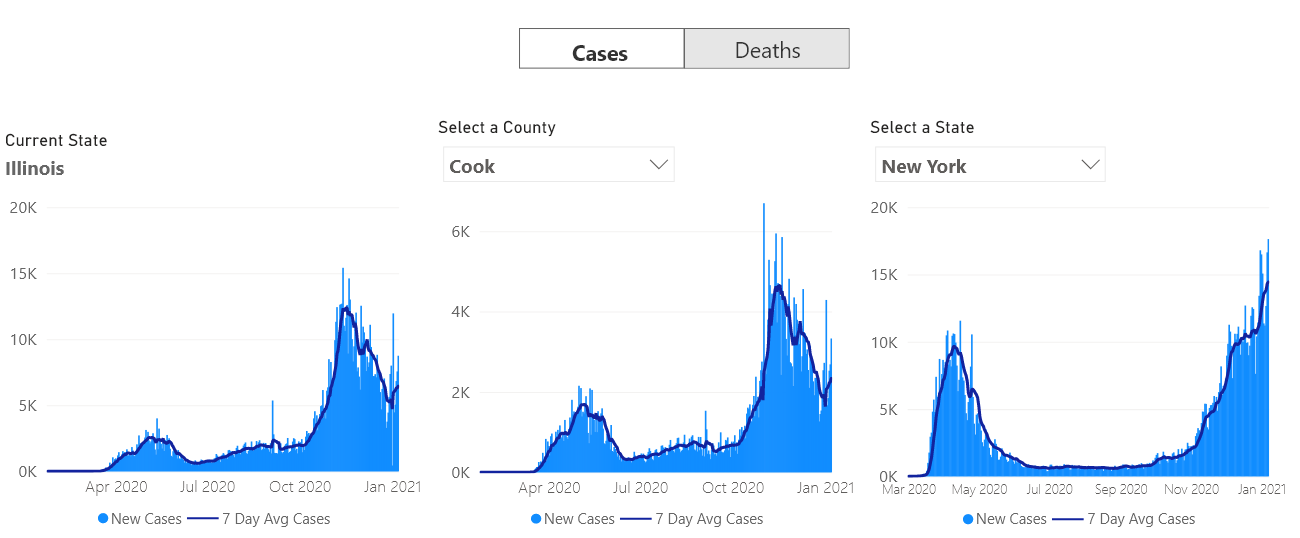 Cases Deaths
Current State
Illinois
20K
15K
10K
5K
0K
Apr 2020 Jul 2020 Oct 2020 Jan 2021
New Cases 7 Day Avg Cases
Select a County
Cook
6K
4K
2K
0K
Apr 2020 Jul 2020 Oct 2020 Jan 2021
New Cases 7 Day Avg Cases
Select a State
New York
20K
15K
10K
5K
0K
Mar 2020 May 2020 Jul 2020 Sep 2020 Nov 2020 Jan 2021
New Cases 7 Day Avg Cases